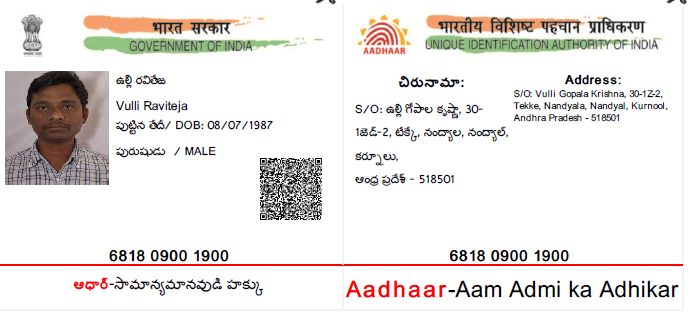 भारत सरकार
GOVERNMENT OF INDIA
ఉల్లి రవితేజ
Vulli Raviteja
పుట్టిన తేదీ/ DOB: 08/07/1987
పురుషుడు / MALE
6818 0900 1900
ఆధార్-సామాన్యమానవుడి హక్కు
भारतीय विशिष्ट पहचान प्राधिकरण
UNIQUE IDENTIFICATION AUTHORITY OF INDIA
AADHAAR
చిరునామా:
S/O: ఉల్లి గోపాల కృష్ణా, 30-
1జెడ్-2, టేక్కే, నంద్యాల, నంద్యాల్,
కర్నూలు,
ఆంధ్ర ప్రదేశ్ - 518501
Address:
S/O: Vulli Gopala Krishna, 30-1Z-2,
Tekke, Nandyala, Nandyal, Kurnool,
Andhra Pradesh - 518501
6818 0900 1900
Aadhaar-Aam Admi ka Adhikar